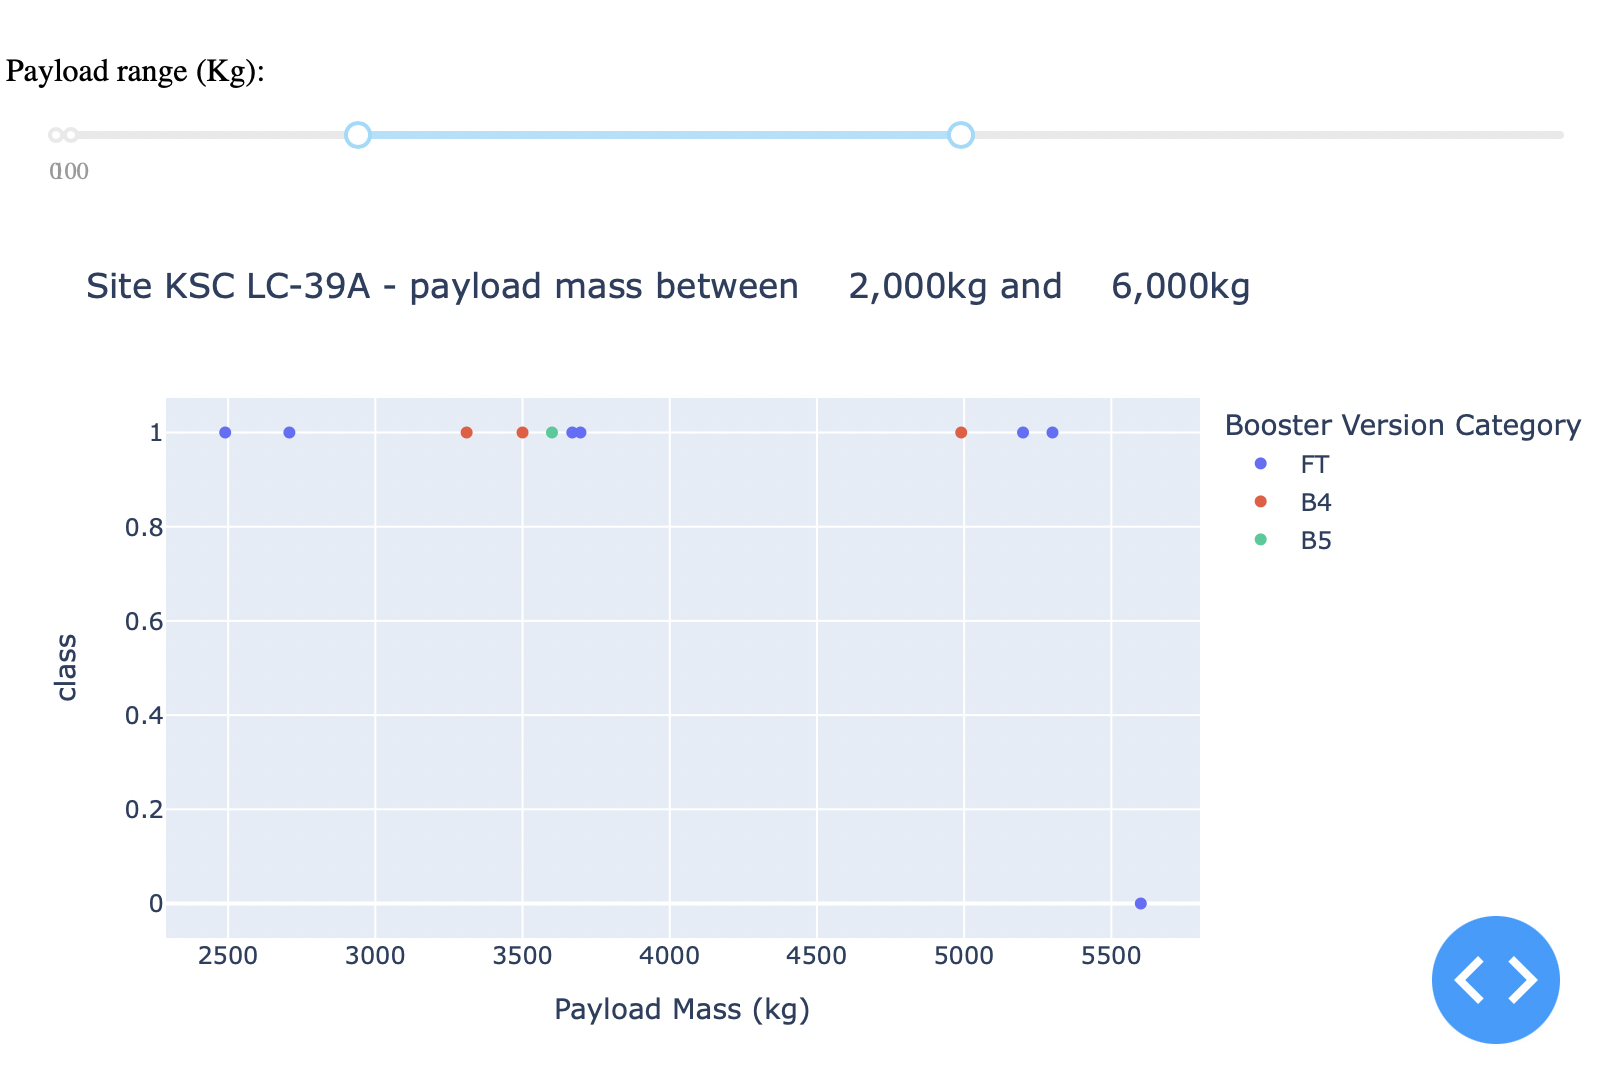 Payload range (Kg):
0
100
Site KSC LC-39A - payload mass between 2,000kg and 6,000kg
Booster Version Category
FT
B4
B5
1
0.8
0.6
0.4
0.2
0
class
2500 3000 3500 4000 4500 5000 5500
Payload Mass (kg)